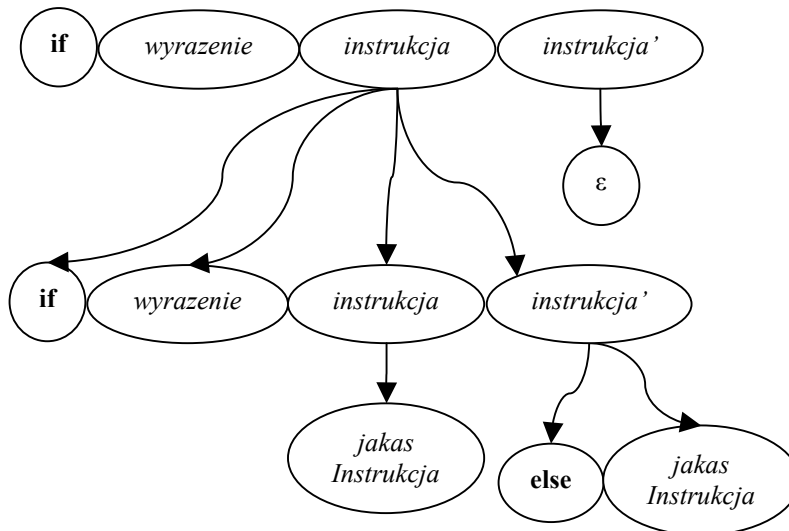 if wyrazenie instrukcja instrukcja’
ε
if wyrazenie instrukcja instrukcja’
jakas
Instrukcja
else
jakas
Instrukcja